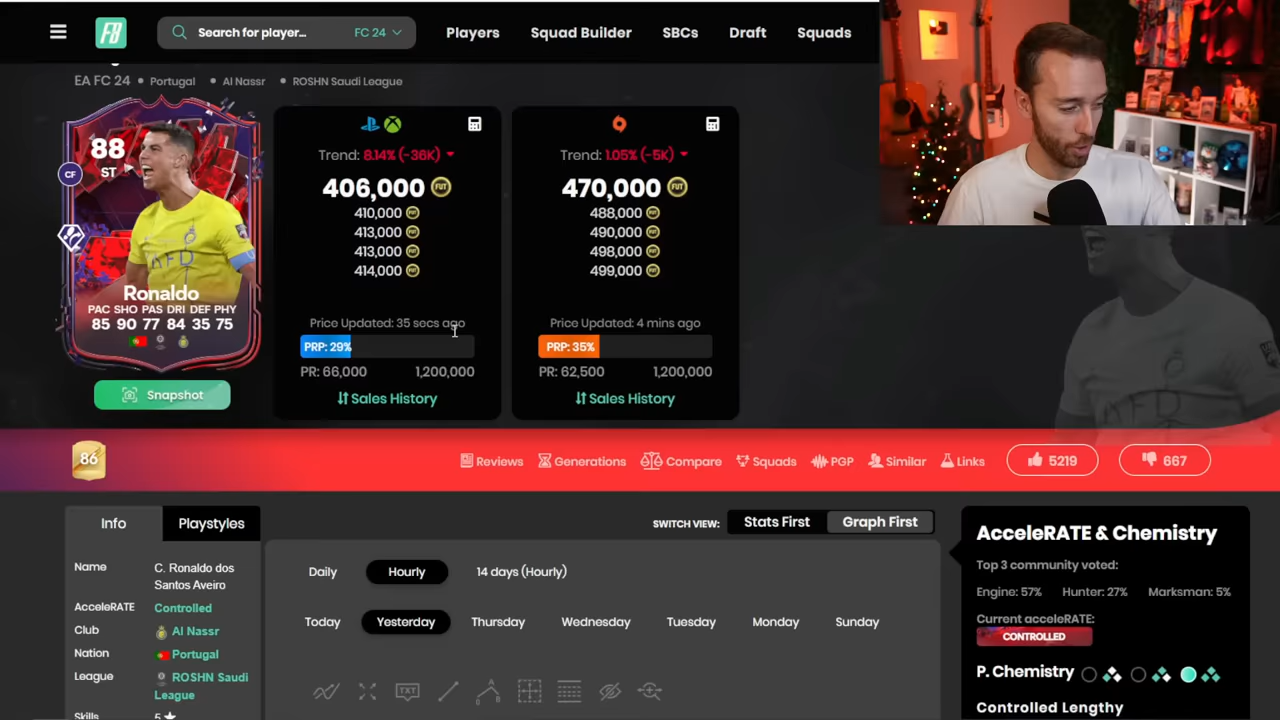 FB
Search for player...
FC 24
Players
Squad Builder
SBCs
Draft
Squads
EA FC 24
Portugal
Al Nassr
ROSHN Saudi League
88
ST
CF
Ronaldo
PAC SHO PAS DRI DEF PHY
85 90 77 84 35 75
Snapshot
Trend: 8.14% (-36K)
406,000
FUT
410,000
413,000
413,000
414,000
Price Updated: 35 secs ago
PRP: 29%
PR: 66,000
1,200,000
Sales History
Trend: 1.05% (-5K)
470,000
FUT
488,000
490,000
498,000
499,000
Price Updated: 4 mins ago
PRP: 35%
PR: 62,500
1,200,000
Sales History
86
Reviews
Generations
Compare
Squads
PGP
Similar
Links
5219
667
Info
Playstyles
SWITCH VIEW:
Stats First
Graph First
Name
C. Ronaldo dos
Santos Aveiro
AcceleRATE
Controlled
Club
Al Nassr
Nation
Portugal
League
ROSHN Saudi
League
Skills
5
Daily
Hourly
14 days (Hourly)
Today
Yesterday
Thursday
Wednesday
Tuesday
Monday
Sunday
TXT
AcceleRATE & Chemistry
Top 3 community voted:
Engine: 57%
Hunter: 27%
Marksman: 5%
Current acceleRATE:
CONTROLLED
P. Chemistry
Controlled Lengthy